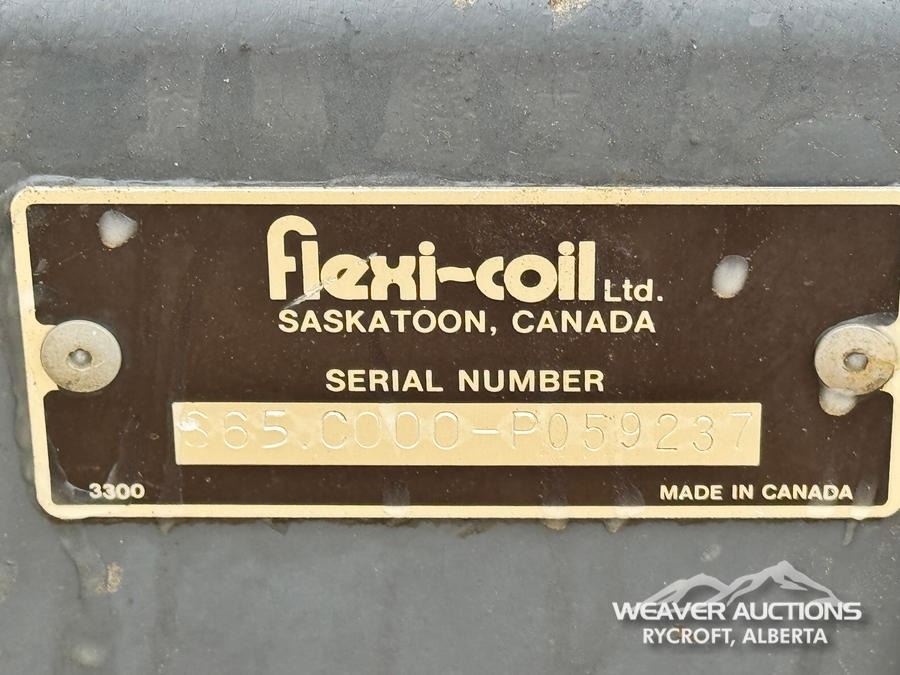 flexi-coil Ltd.
SASKATOON, CANADA
SERIAL NUMBER
S65.C000-P059237
3300
MADE IN CANADA
WEAVER AUCTIONS
RYCROFT, ALBERTA